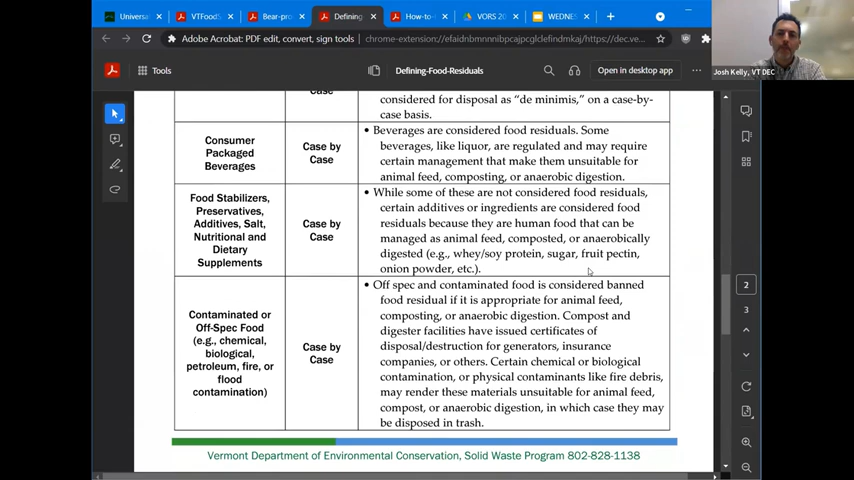 Universa
VTFoodS
Bear-pro
Defining
How-to-
VORS 20
WEDNES
Adobe Acrobat: PDF edit, convert, sign tools
chrome-extension://efaidnbmnnnibpcajpcglclefindmkaj/https://dec.ve...
Josh Kelly, VT DEC
Tools
Defining-Food-Residuals
Open in desktop app
Case
considered for disposal as “de minimis,” on a case-by-
case basis.
Consumer
Packaged
Beverages
Case by
Case
• Beverages are considered food residuals. Some
beverages, like liquor, are regulated and may require
certain management that make them unsuitable for
animal feed, composting, or anaerobic digestion.
Food Stabilizers,
Preservatives,
Additives, Salt,
Nutritional and
Dietary
Supplements
Case by
Case
• While some of these are not considered food residuals,
certain additives or ingredients are considered food
residuals because they are human food that can be
managed as animal feed, composted, or anaerobically
digested (e.g., whey/soy protein, sugar, fruit pectin,
onion powder, etc.).
Contaminated or
Off-Spec Food
(e.g., chemical,
biological,
petroleum, fire, or
flood
contamination)
Case by
Case
• Off spec and contaminated food is considered banned
food residual if it is appropriate for animal feed,
composting, or anaerobic digestion. Compost and
digester facilities have issued certificates of
disposal/destruction for generators, insurance
companies, or others. Certain chemical or biological
contamination, or physical contaminants like fire debris,
may render these materials unsuitable for animal feed,
compost, or anaerobic digestion, in which case they may
be disposed in trash.
Vermont Department of Environmental Conservation, Solid Waste Program 802-828-1138
2
3